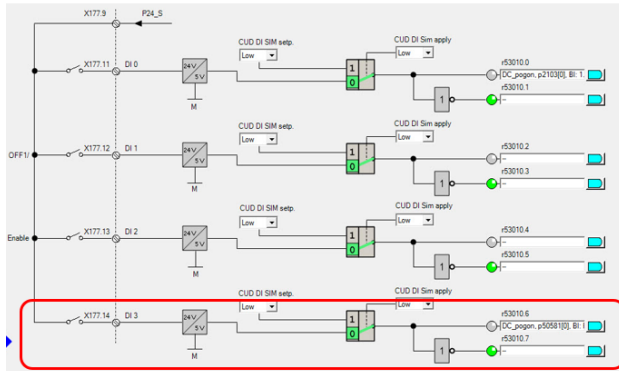 X177.9 P24_S
CUD DI SIM setp. CUD DI Sim apply
X177.11 DI 0 24V 5V Low Low r53010.0
1 0 DC_pogon, p2103[0], BI: 1.
r53010.1
M 1 –
CUD DI SIM setp. CUD DI Sim apply
OFF1/ X177.12 DI 1 24V 5V Low Low r53010.2
1 0 –
r53010.3
M 1 –
CUD DI SIM setp. CUD DI Sim apply
Enable X177.13 DI 2 24V 5V Low Low r53010.4
1 0 –
r53010.5
M 1 –
CUD DI SIM setp. CUD DI Sim apply
X177.14 DI 3 24V 5V Low Low r53010.6
1 0 DC_pogon, p50581[0], BI:
r53010.7
M 1 –